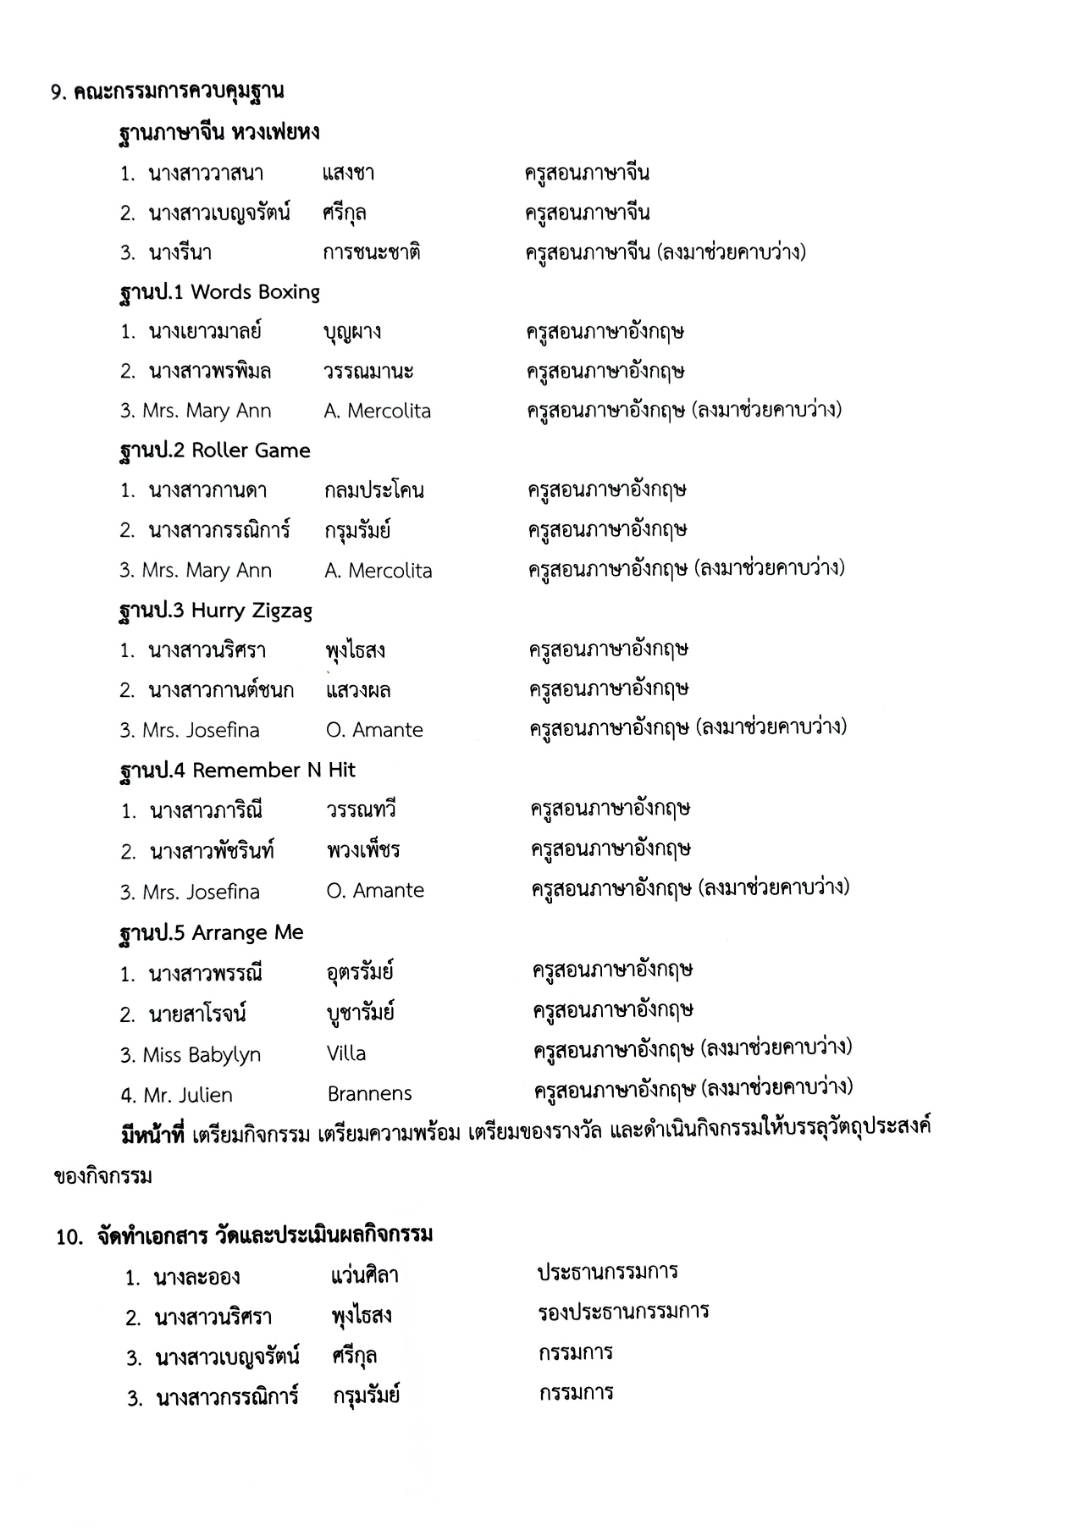 9. คณะกรรมการควบคุมฐาน
ฐานภาษาจีน หวงเฟยหง
1. นางสาววาสนา แสงชา ครูสอนภาษาจีน
2. นางสาวเบญจรัตน์ ศรีกุล ครูสอนภาษาจีน
3. นางรีนา การชนะชาติ ครูสอนภาษาจีน (ลงมาช่วยคาบว่าง)
ฐานป.1 Words Boxing
1. นางเยาวมาลย์ บุญผาง ครูสอนภาษาอังกฤษ
2. นางสาวพรพิมล วรรณมานะ ครูสอนภาษาอังกฤษ
3. Mrs. Mary Ann A. Mercolita ครูสอนภาษาอังกฤษ (ลงมาช่วยคาบว่าง)
ฐานป.2 Roller Game
1. นางสาวกานดา กลมประโคน ครูสอนภาษาอังกฤษ
2. นางสาวกรรณิการ์ กรุมรัมย์ ครูสอนภาษาอังกฤษ
3. Mrs. Mary Ann A. Mercolita ครูสอนภาษาอังกฤษ (ลงมาช่วยคาบว่าง)
ฐานป.3 Hurry Zigzag
1. นางสาวนริศรา พุงไธสง ครูสอนภาษาอังกฤษ
2. นางสาวกานต์ชนก แสวงผล ครูสอนภาษาอังกฤษ
3. Mrs. Josefina O. Amante ครูสอนภาษาอังกฤษ (ลงมาช่วยคาบว่าง)
ฐานป.4 Remember N Hit
1. นางสาวภาริณี วรรณทวี ครูสอนภาษาอังกฤษ
2. นางสาวพัชรินท์ พวงเพ็ชร ครูสอนภาษาอังกฤษ
3. Mrs. Josefina O. Amante ครูสอนภาษาอังกฤษ (ลงมาช่วยคาบว่าง)
ฐานป.5 Arrange Me
1. นางสาวพรรณี อุตรรัมย์ ครูสอนภาษาอังกฤษ
2. นายสาโรจน์ บูชารัมย์ ครูสอนภาษาอังกฤษ
3. Miss Babylyn Villa ครูสอนภาษาอังกฤษ (ลงมาช่วยคาบว่าง)
4. Mr. Julien Brannens ครูสอนภาษาอังกฤษ (ลงมาช่วยคาบว่าง)
มีหน้าที่ เตรียมกิจกรรม เตรียมความพร้อม เตรียมของรางวัล และดำเนินกิจกรรมให้บรรลุวัตถุประสงค์
ของกิจกรรม
10. จัดทำเอกสาร วัดและประเมินผลกิจกรรม
1. นางละออง แว่นศิลา ประธานกรรมการ
2. นางสาวนริศรา พุงไธสง รองประธานกรรมการ
3. นางสาวเบญจรัตน์ ศรีกุล กรรมการ
3. นางสาวกรรณิการ์ กรุมรัมย์ กรรมการ